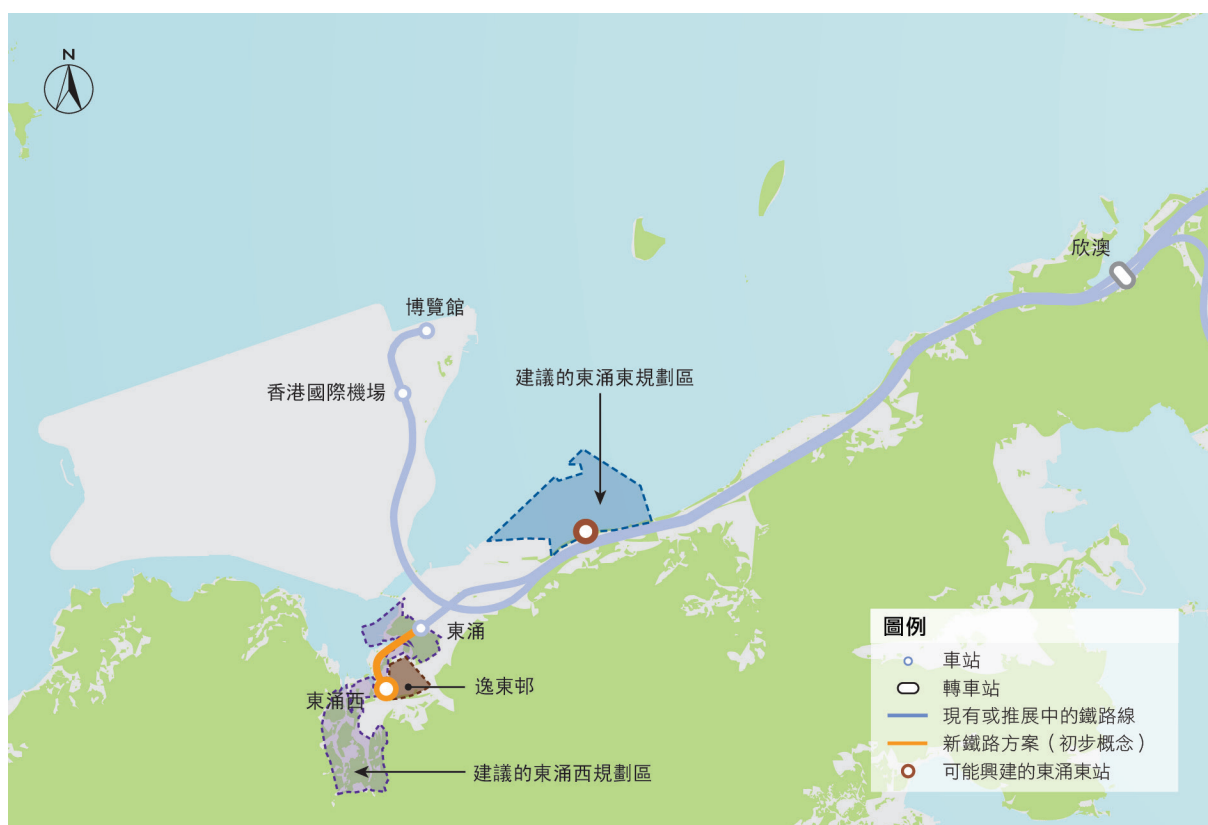 N
欣澳
博覽館
建議的東涌東規劃區
香港國際機場
東涌
逸東邨
東涌西
建議的東涌西規劃區
圖例
車站
轉車站
現有或推展中的鐵路線
新鐵路方案（初步概念）
可能興建的東涌東站